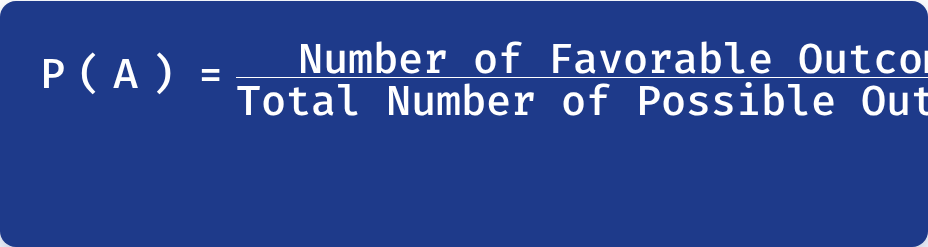 P(A) =
Number of Favorable
Total Number of Possible